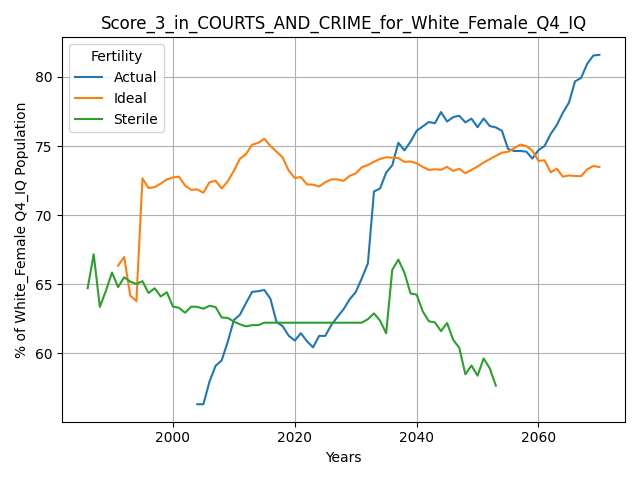 Score_3_in_COURTS_AND_CRIME_for_White_Female_Q4_IQ
Fertility
Actual
Ideal
Sterile
% of White_Female Q4_IQ Population
80
75
70
65
60
2000
2020
2040
2060
Years